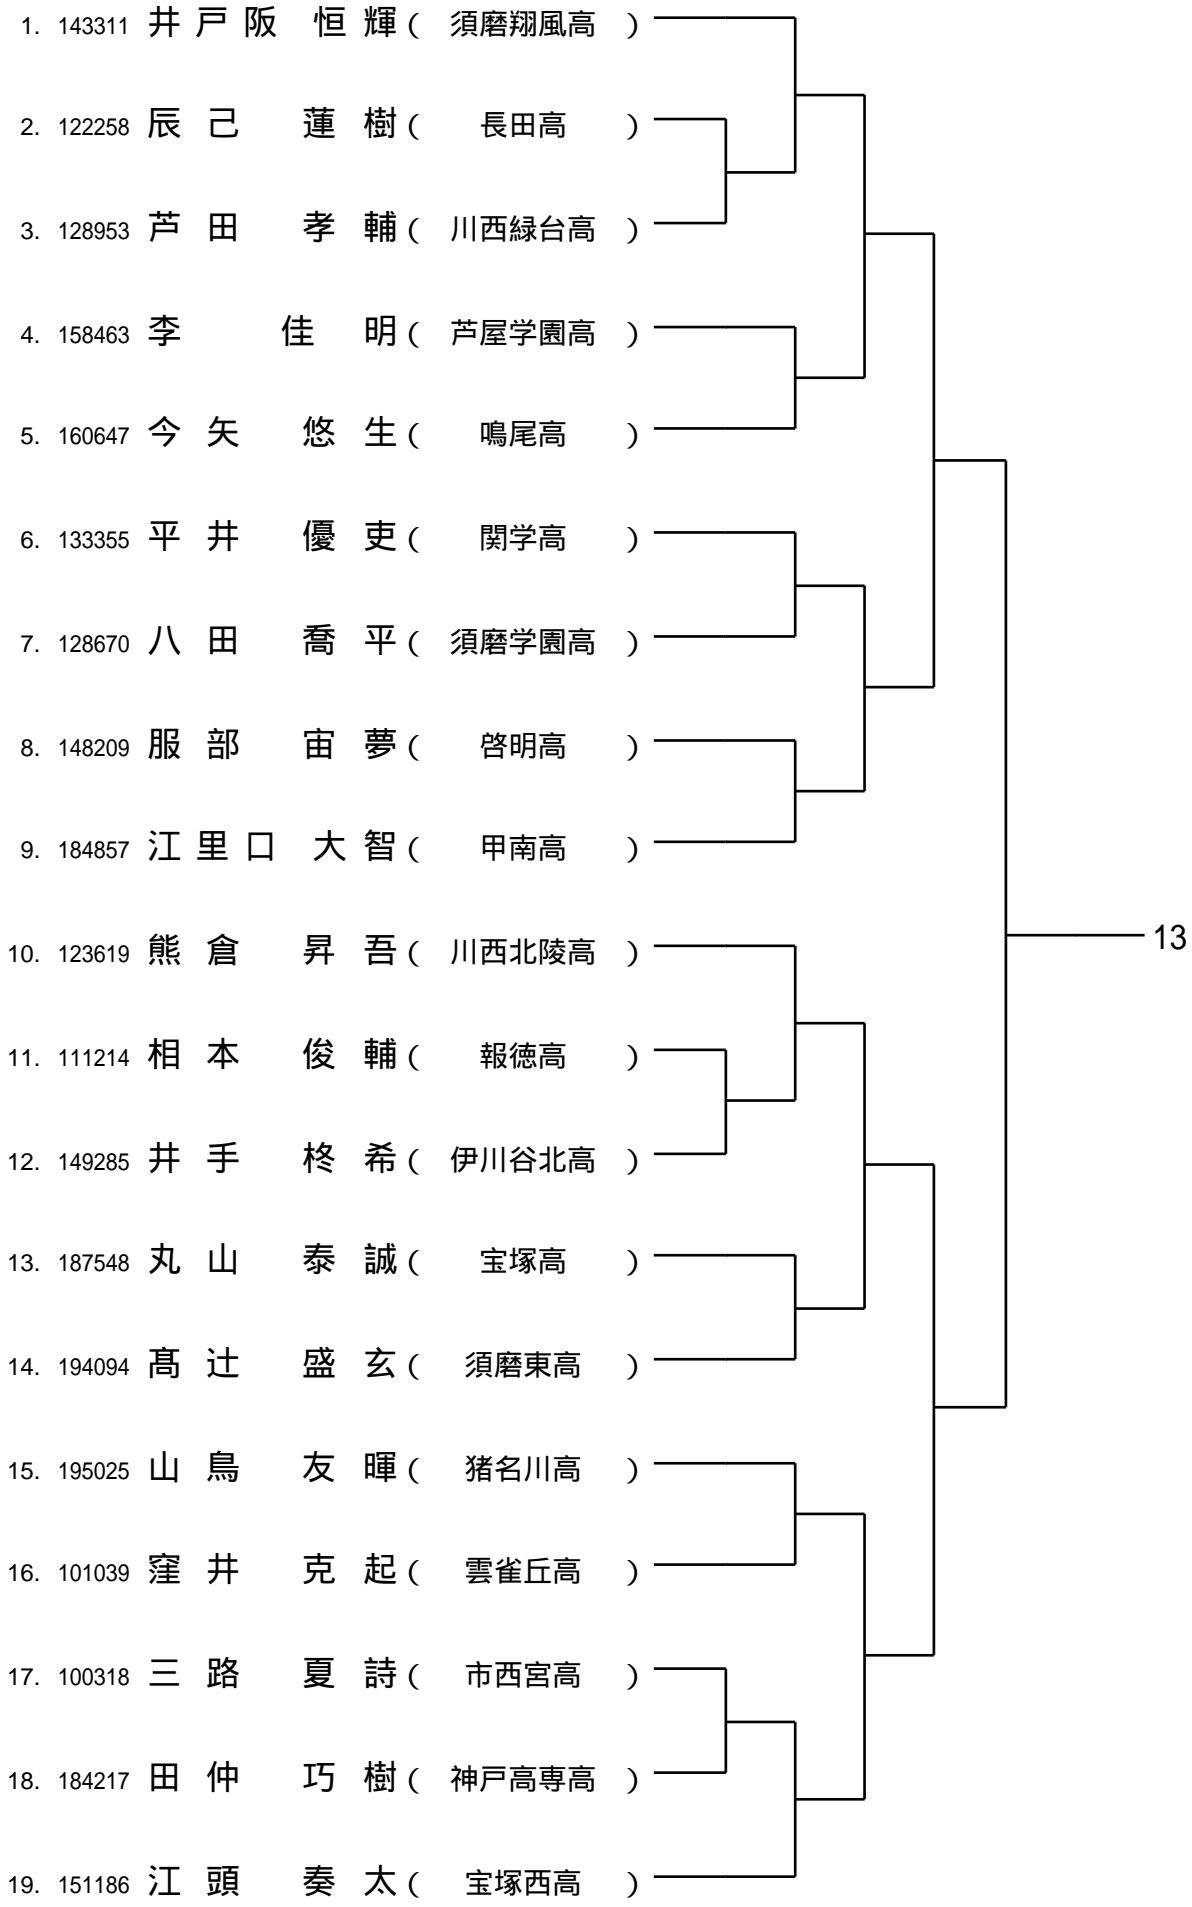 1. 143311 井戸阪 恒輝 ( 須磨翔風高 )
2. 122258 辰己 蓮樹 ( 長田高 )
3. 128953 芦田 孝輔 ( 川西緑台高 )
4. 158463 李 佳明 ( 芦屋学園高 )
5. 160647 今矢 悠生 ( 鳴尾高 )
6. 133355 平井 優吏 ( 関学高 )
7. 128670 八田 喬平 ( 須磨学園高 )
8. 148209 服部 宙夢 ( 啓明高 )
9. 184857 江里口 大智 ( 甲南高 )
13
10. 123619 熊倉 昇吾 ( 川西北陵高 )
11. 111214 相本 俊輔 ( 報徳高 )
12. 149285 井手 柊希 ( 伊川谷北高 )
13. 187548 丸山 泰誠 ( 宝塚高 )
14. 194094 髙辻 盛玄 ( 須磨東高 )
15. 195025 山鳥 友暉 ( 猪名川高 )
16. 101039 窪井 克起 ( 雲雀丘高 )
17. 100318 三路 夏詩 ( 市西宮高 )
18. 184217 田仲 巧樹 ( 神戸高専高 )
19. 151186 江頭 奏太 ( 宝塚西高 )